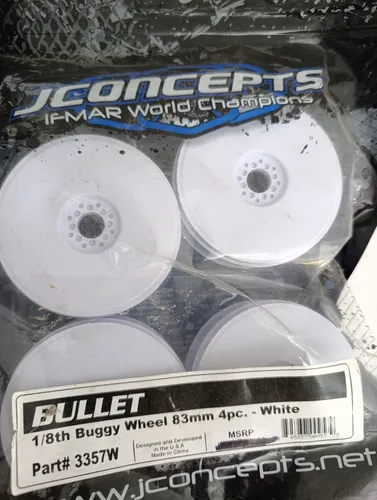 JCONCEPTS
IFMAR World Champions
BULLET
1/8th Buggy Wheel 83mm 4pc. - White
Part# 3357W
Designed and Developed
in the U.S.A
Made in China
MSRP
www.jconcepts.net